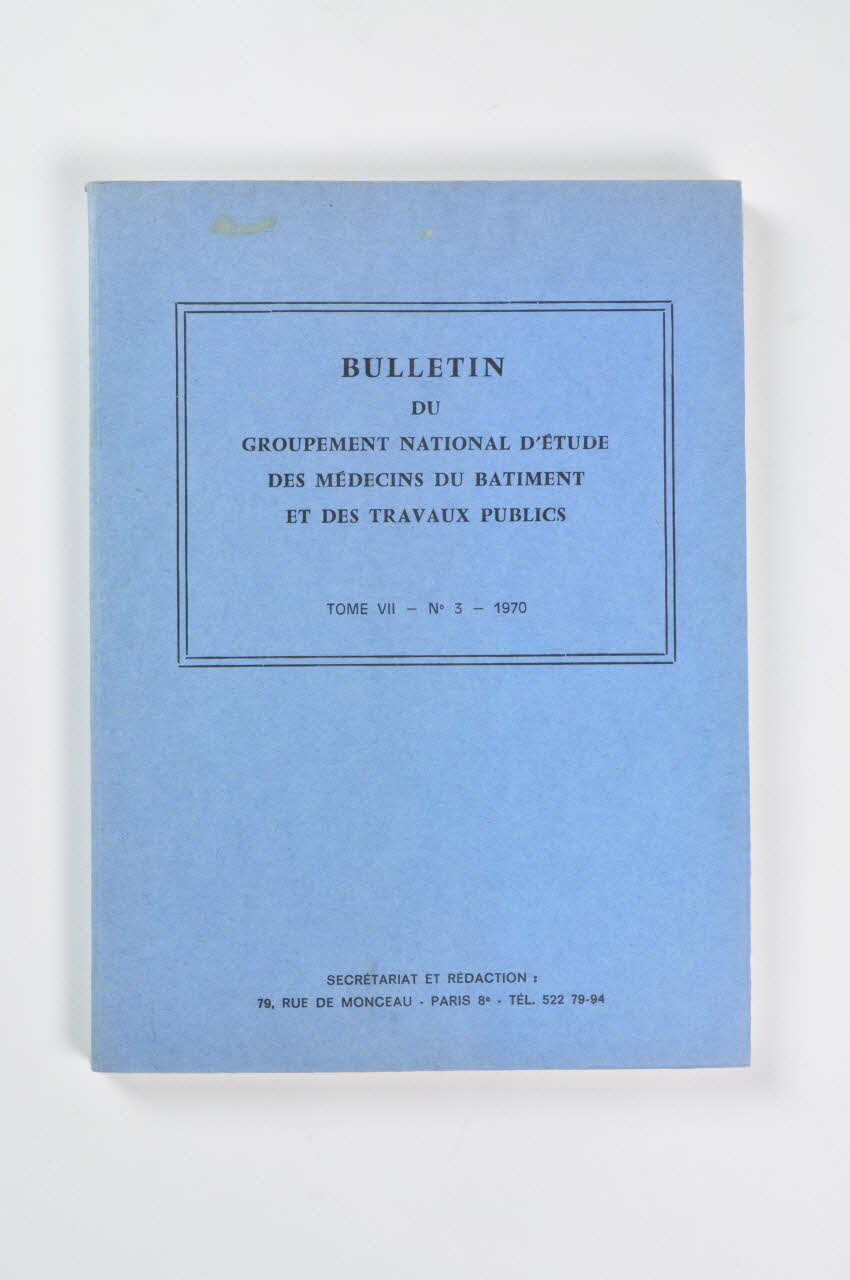 BULLETIN
DU
GROUPEMENT NATIONAL D'ÉTUDE
DES MÉDECINS DU BATIMENT
ET DES TRAVAUX PUBLICS
TOME VII – Nº 3 – 1970
SECRÉTARIAT ET RÉDACTION :
79, RUE DE MONCEAU - PARIS 8ᵉ - TÉL. 522 79-94